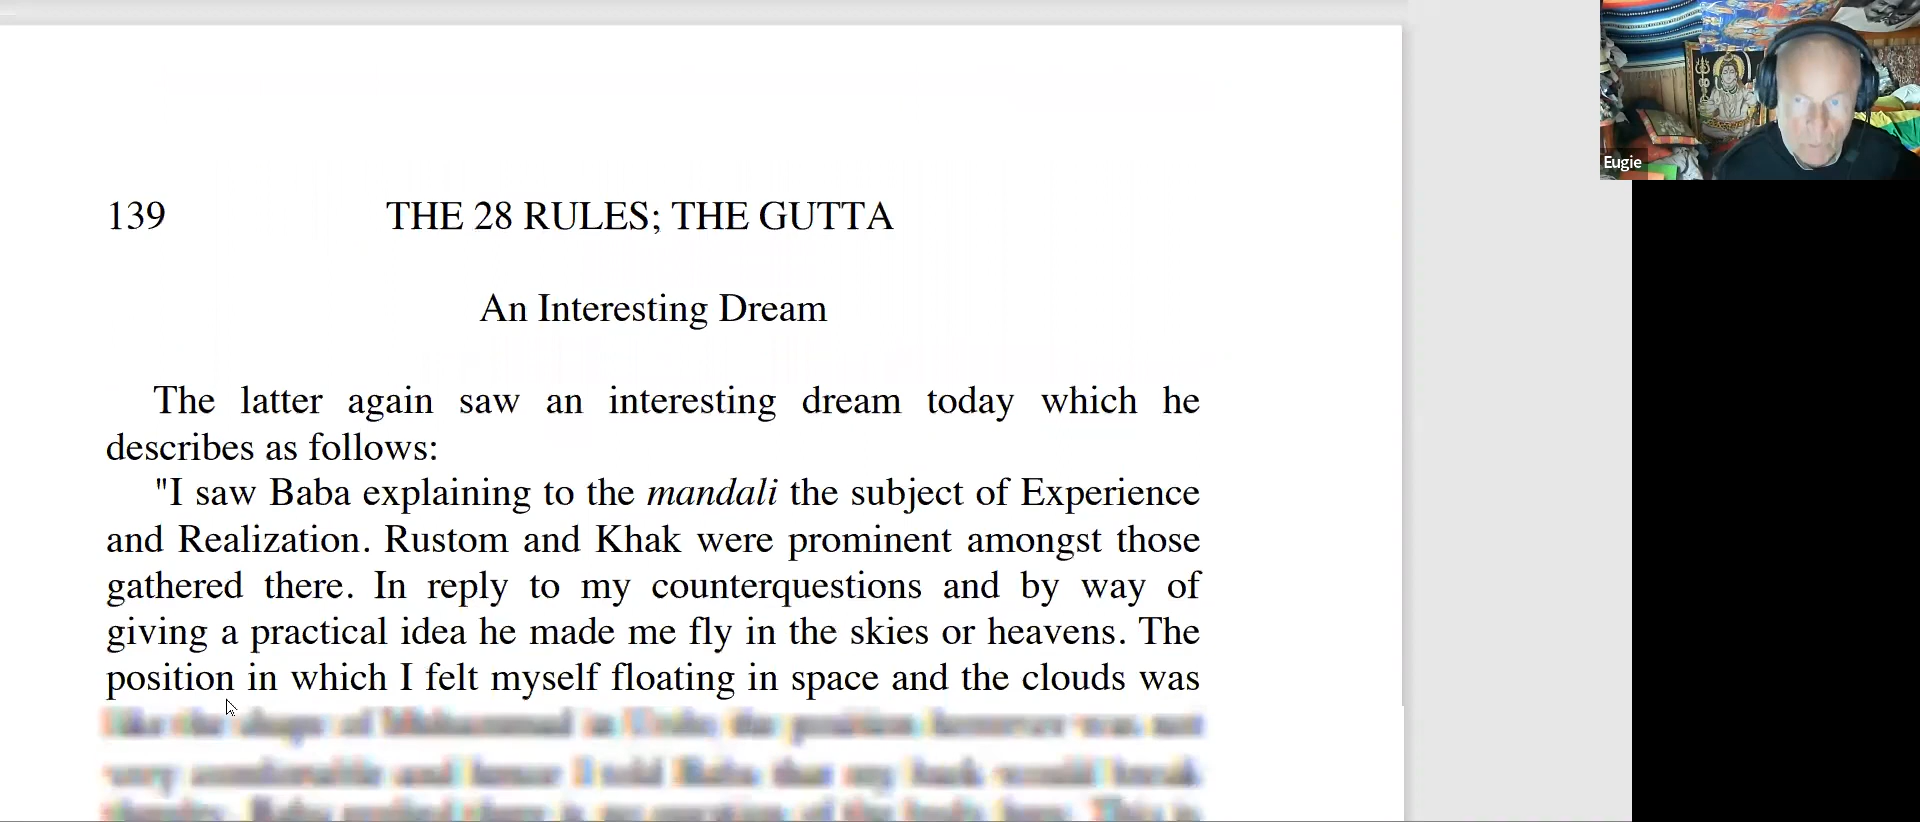 139 THE 28 RULES; THE GUTTA
An Interesting Dream
The latter again saw an interesting dream today which he
describes as follows:
"I saw Baba explaining to the mandali the subject of Experience
and Realization. Rustom and Khak were prominent amongst those
gathered there. In reply to my counterquestions and by way of
giving a practical idea he made me fly in the skies or heavens. The
position in which I felt myself floating in space and the clouds was
Eugie